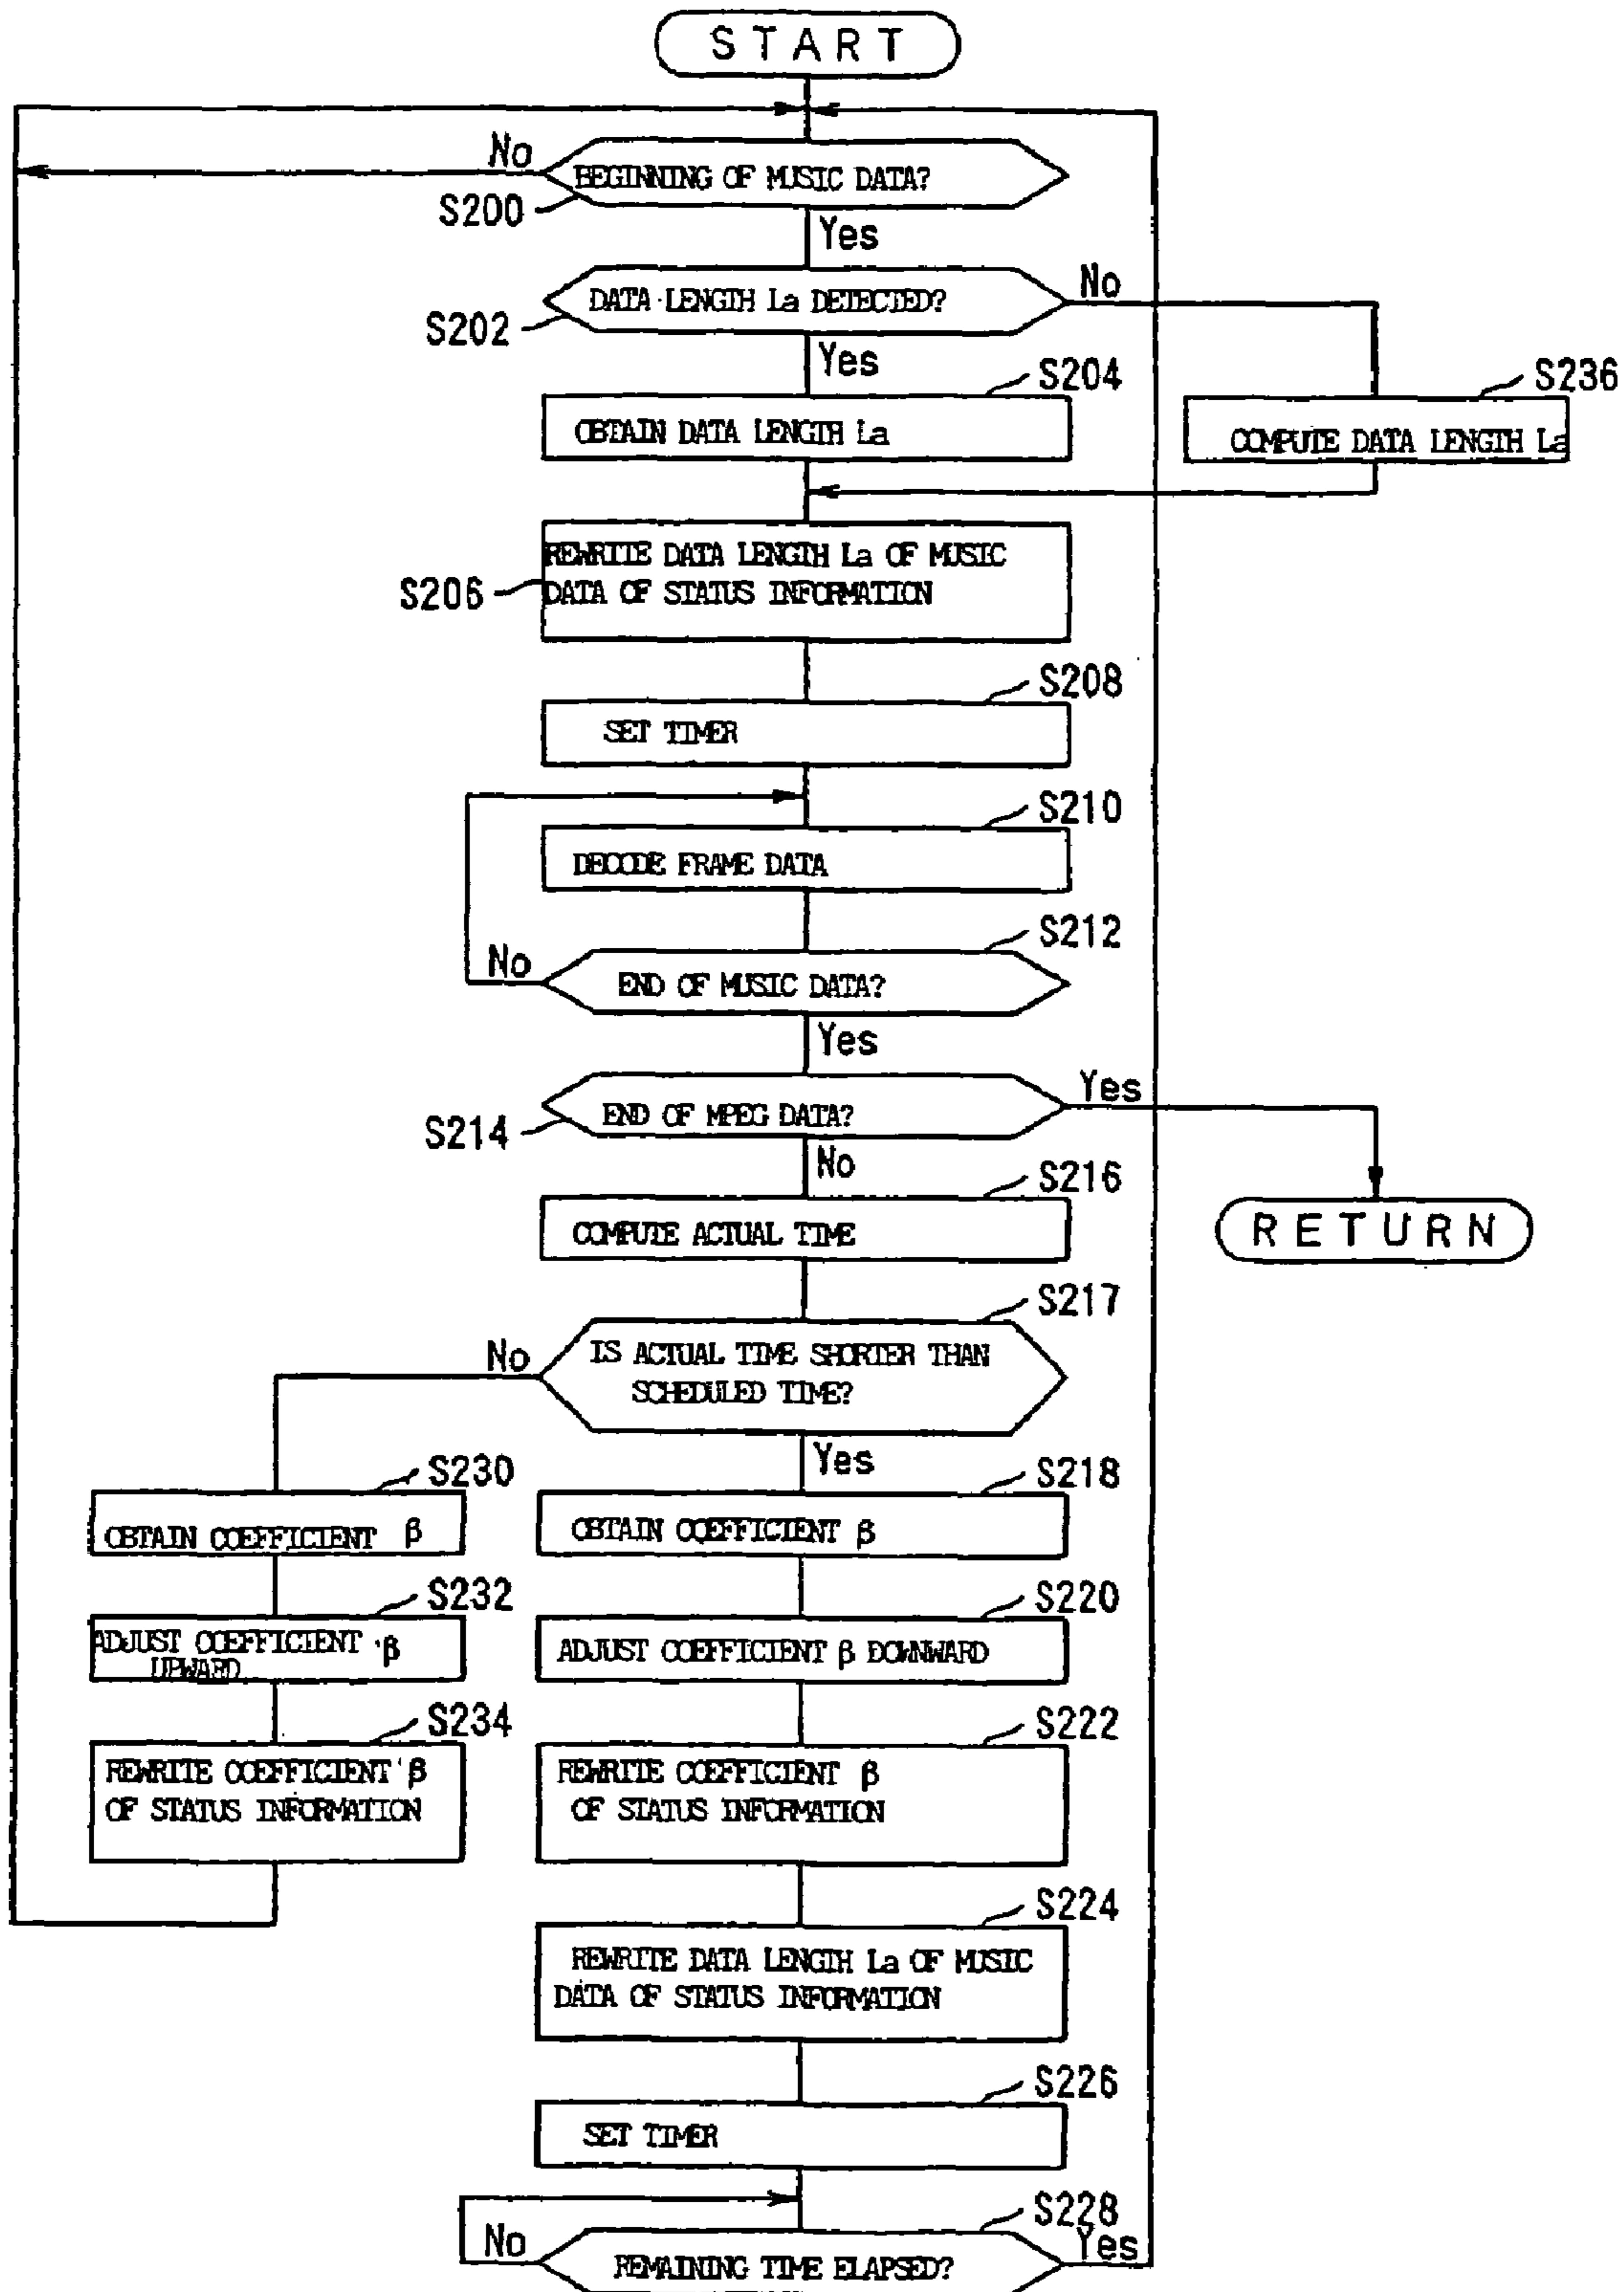 START
No
BEGINNING OF MUSIC DATA?
S200
Yes
DATA LENGTH La DETECTED?
No
S202
Yes
S204
S236
OBTAIN DATA LENGTH La
COMPUTE DATA LENGTH La
REWRITE DATA LENGTH La OF MUSIC
DATA OF STATUS INFORMATION
S206
S208
SET TIMER
S210
DECODE FRAME DATA
S212
No
END OF MUSIC DATA?
Yes
END OF MPEG DATA?
Yes
S214
No
S216
COMPUTE ACTUAL TIME
RETURN
S217
No
IS ACTUAL TIME SHORTER THAN
SCHEDULED TIME?
Yes
S230
S218
OBTAIN COEFFICIENT β
OBTAIN COEFFICIENT β
S232
S220
ADJUST COEFFICIENT β
UPWARD
ADJUST COEFFICIENT β DOWNWARD
S234
S222
REWRITE COEFFICIENT β
OF STATUS INFORMATION
REWRITE COEFFICIENT β
OF STATUS INFORMATION
S224
REWRITE DATA LENGTH La OF MUSIC
DATA OF STATUS INFORMATION
S226
SET TIMER
S228
No
REMAINING TIME ELAPSED?
Yes